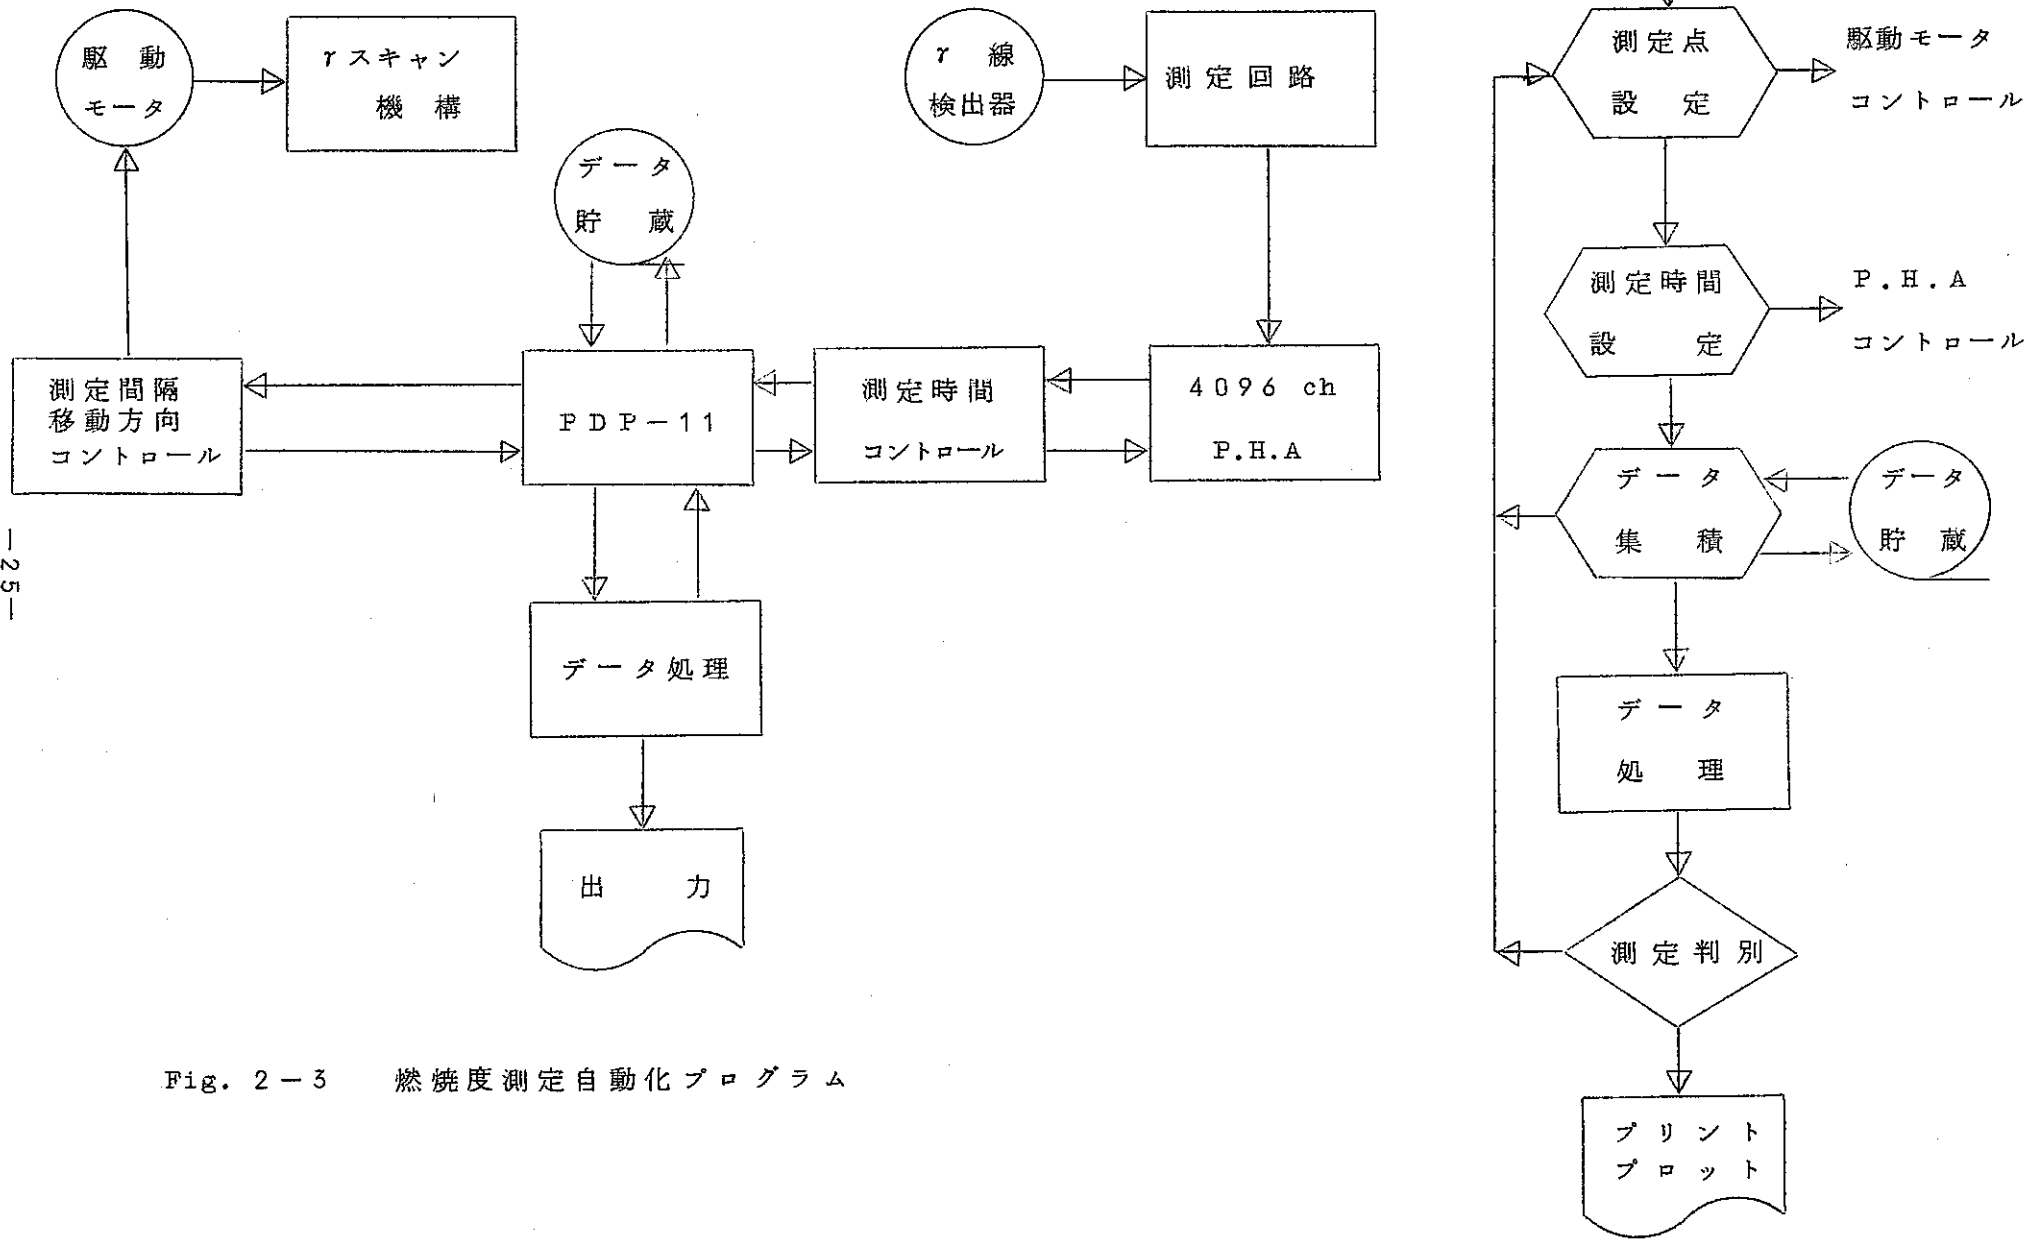 駆動
モータ
γスキャン
機構
データ
貯蔵
γ線
検出器
測定回路
測定間隔
移動方向
コントロール
PDP-11
測定時間
コントロール
4096 ch
P.H.A
データ処理
出力
測定点
設定
駆動モータ
コントロール
測定時間
設定
P.H.A
コントロール
データ
集積
データ
貯蔵
データ
処理
測定判別
プリント
プロット
Fig. 2-3 燃焼度測定自動化プログラム
-25-